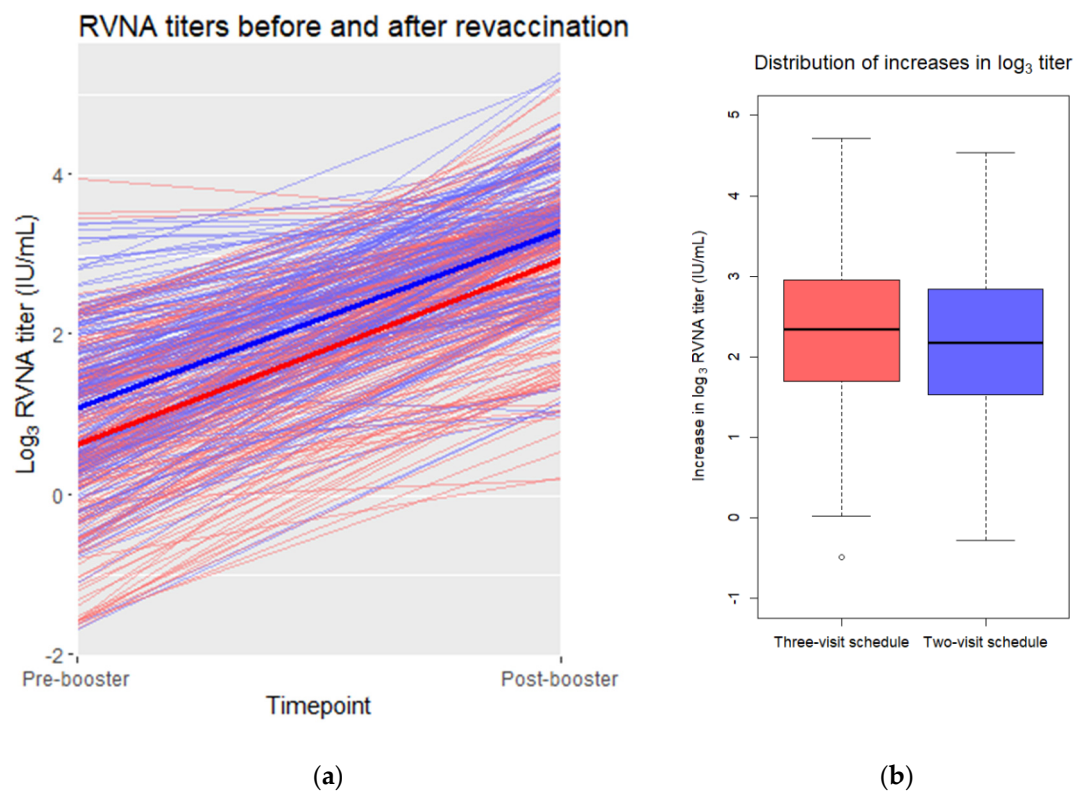 RVNA titers before and after revaccination
Log3 RVNA titer (IU/mL)
4
2
0
-2
Pre-booster
Post-booster
Timepoint
(a)
Distribution of increases in log3 titer
Increase in log3 RVNA titer (IU/mL)
5
4
3
2
1
0
-1
Three-visit schedule
Two-visit schedule
(b)